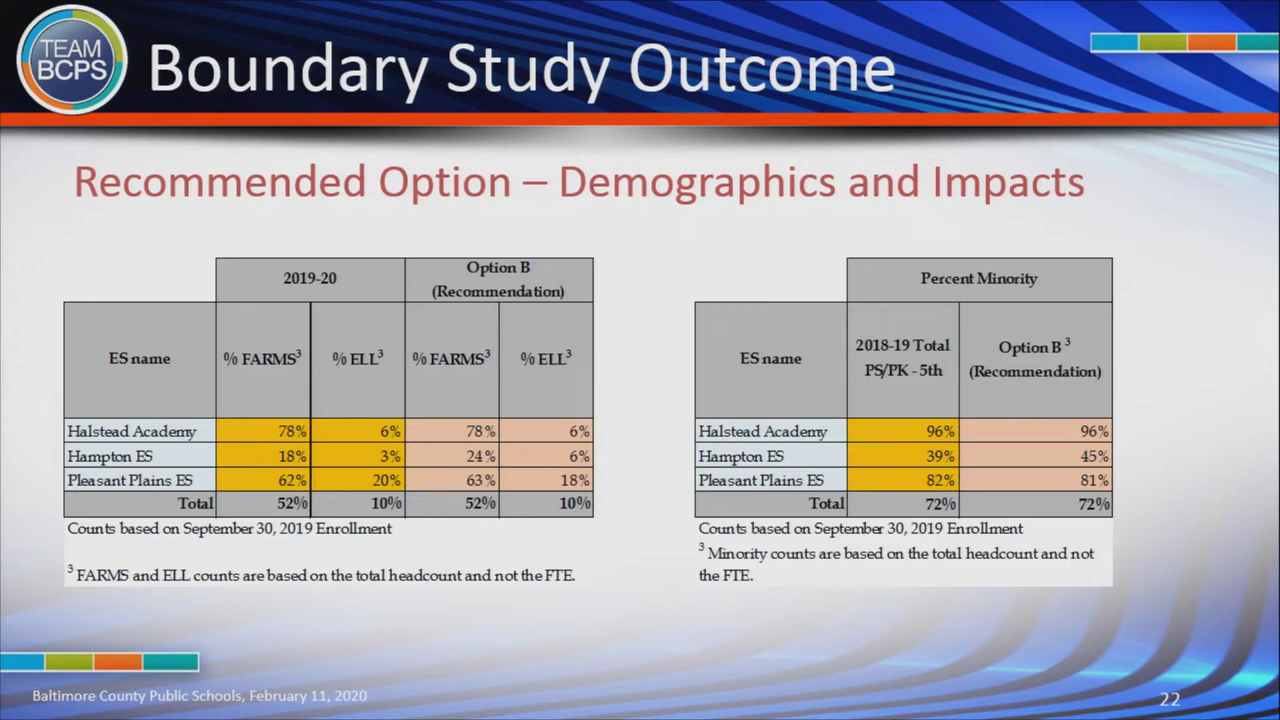 TEAM
BCPS
Boundary Study Outcome
Recommended Option – Demographics and Impacts
2019-20
Option B
(Recommendation)
ES name
% FARMS³
% ELL³
% FARMS³
% ELL³
Halstead Academy 78% 6% 78% 6%
Hampton ES 18% 3% 24% 6%
Pleasant Plains ES 62% 20% 63% 18%
Total 52% 10% 52% 10%
Counts based on September 30, 2019 Enrollment
³ FARMS and ELL counts are based on the total headcount and not the FTE.
Percent Minority
ES name
2018-19 Total
PS/PK - 5th
Option B ³
(Recommendation)
Halstead Academy 96% 96%
Hampton ES 39% 45%
Pleasant Plains ES 82% 81%
Total 72% 72%
Counts based on September 30, 2019 Enrollment
³ Minority counts are based on the total headcount and not
the FTE.
Baltimore County Public Schools, February 11, 2020
22